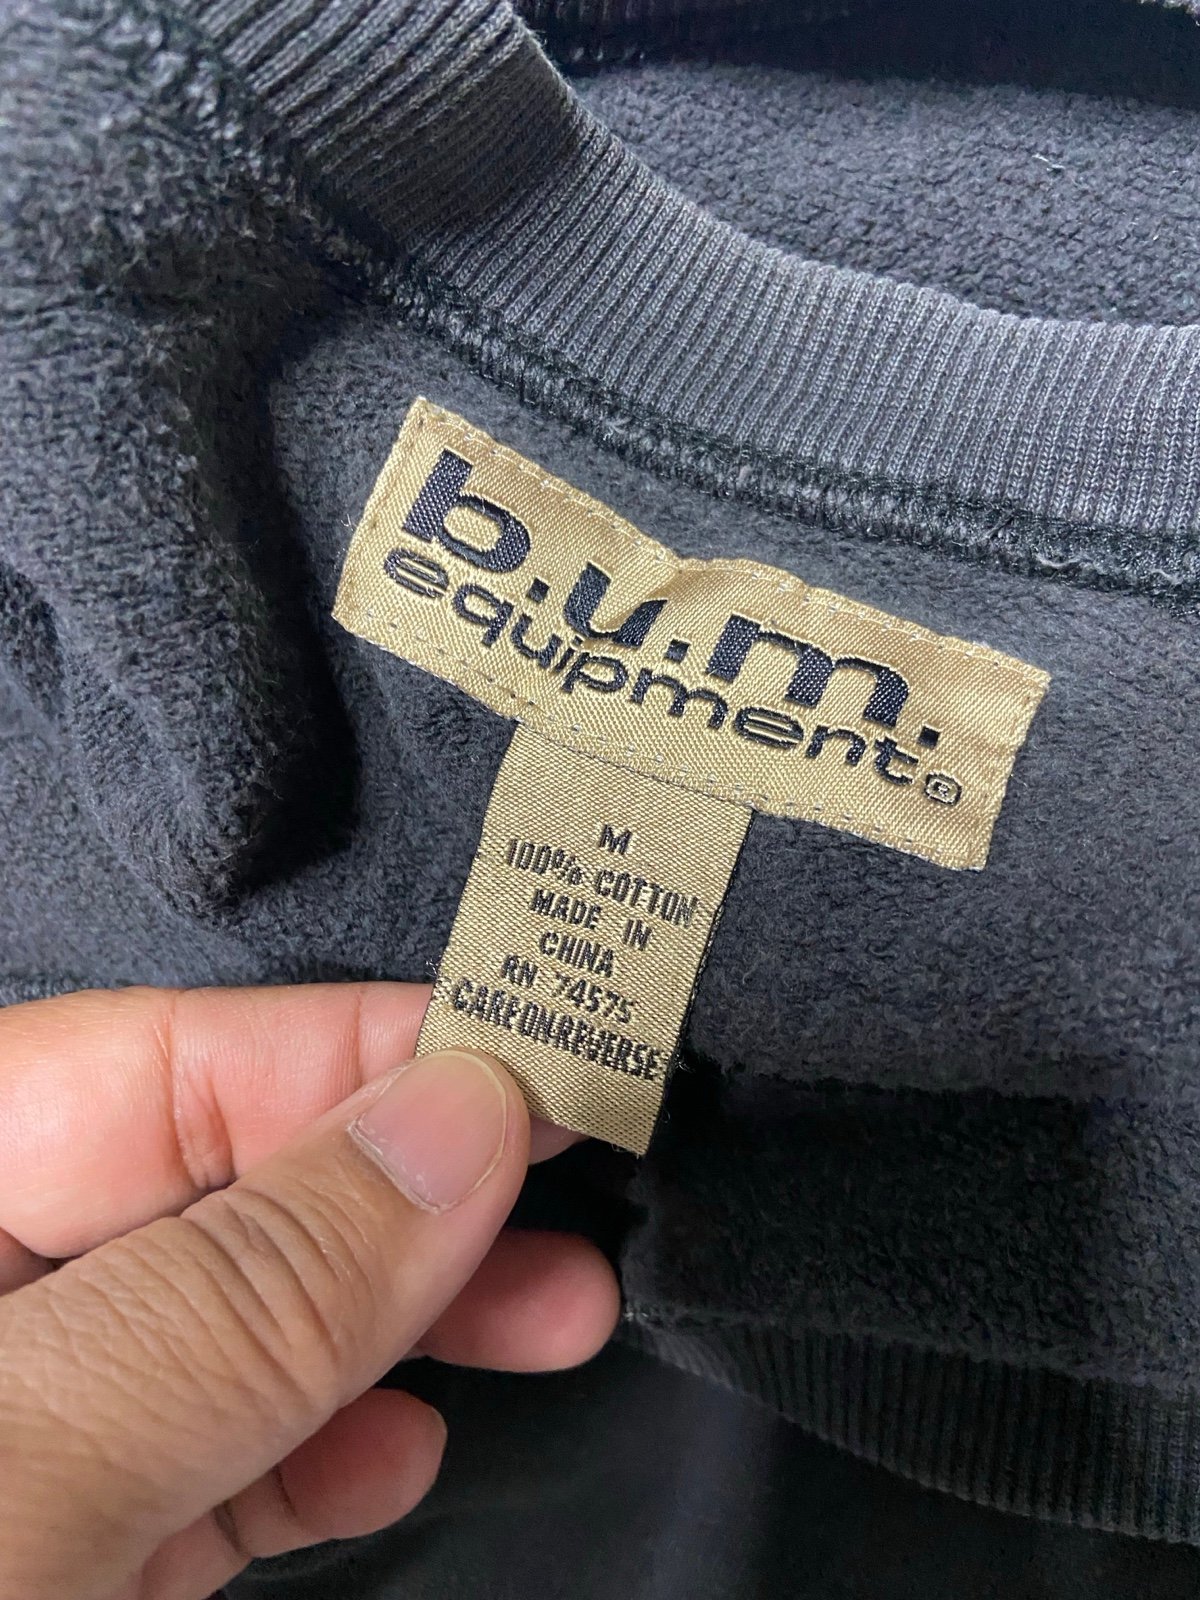 b.u.m.
equipment®
M
100% COTTON
MADE IN
CHINA
RN 74575
CARE ON REVERSE